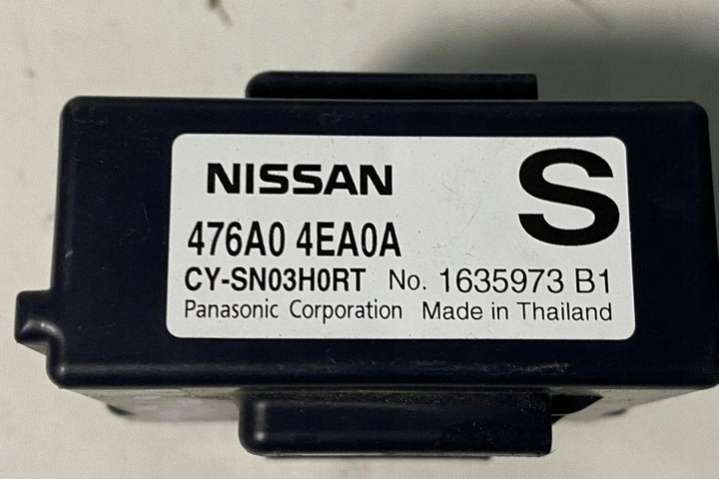 NISSAN S
476A0 4EA0A
CY-SN03H0RT No. 1635973 B1
Panasonic Corporation Made in Thailand